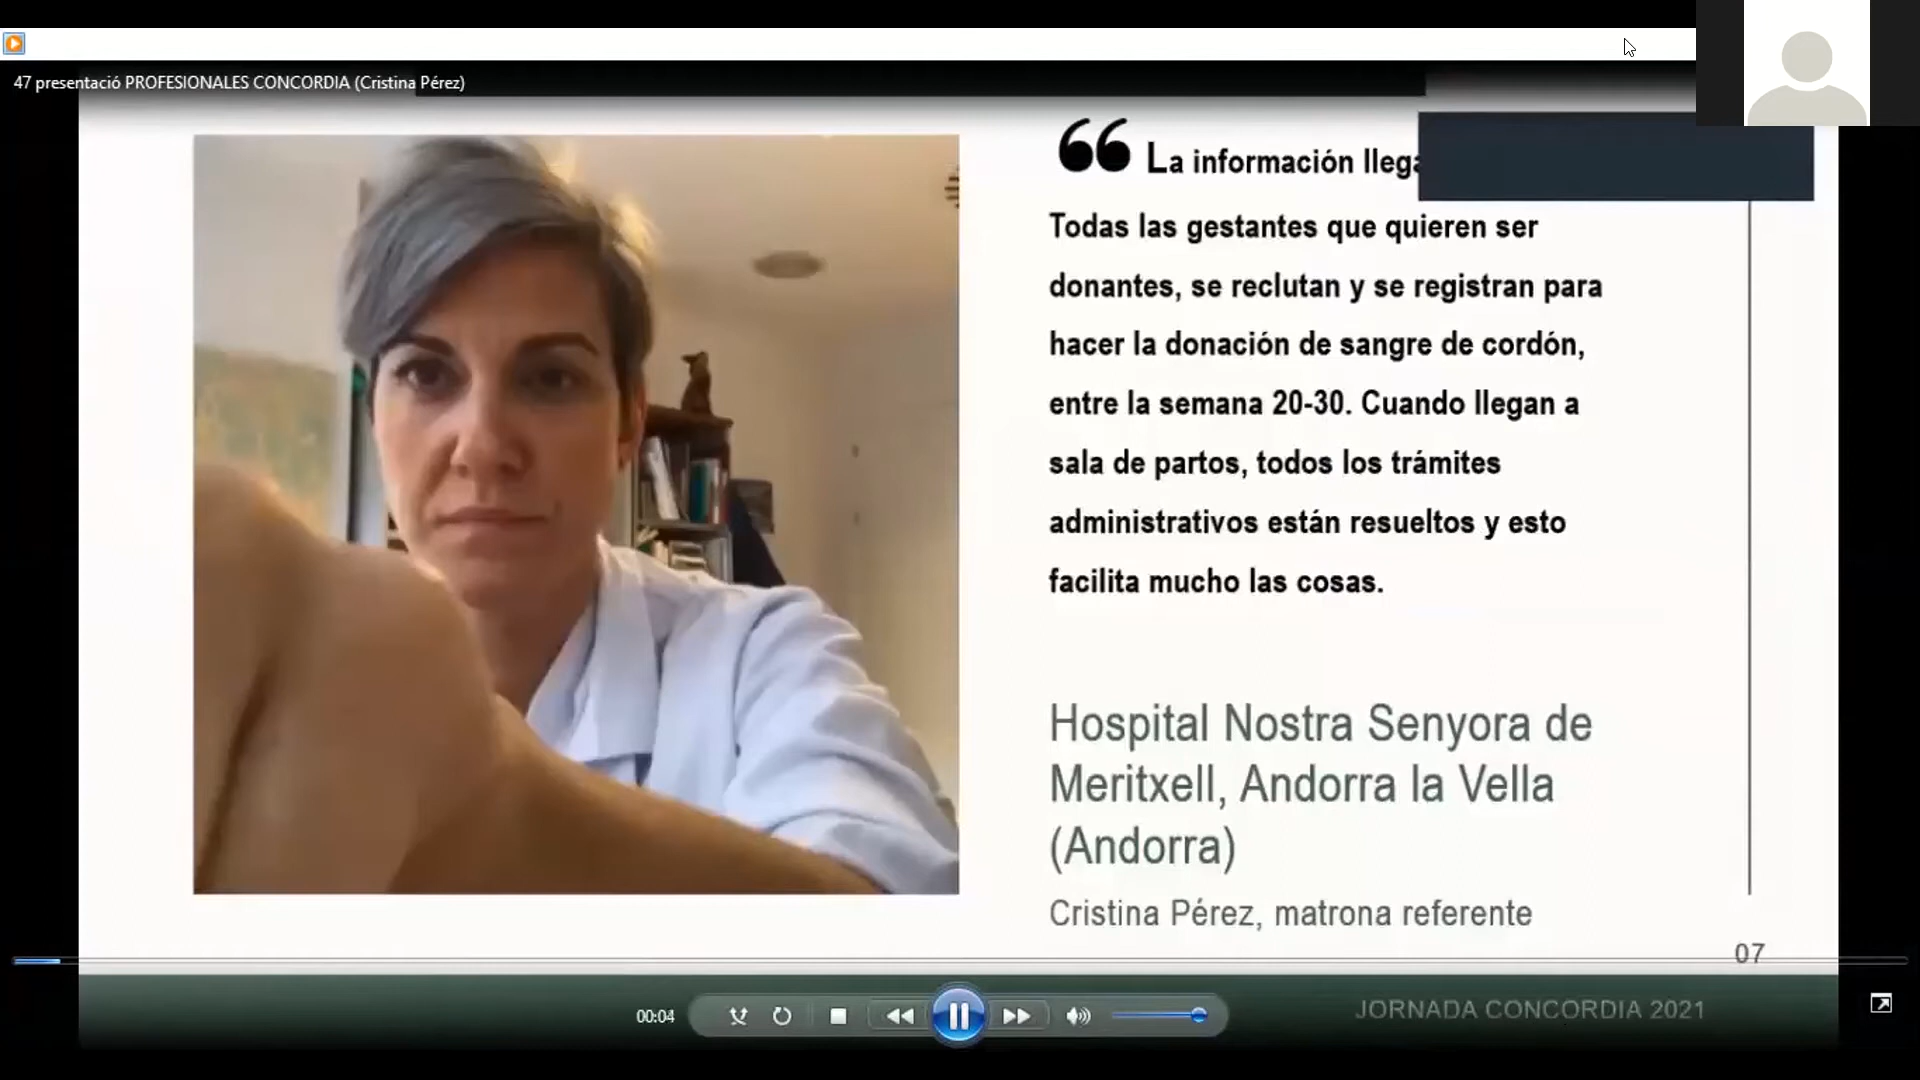 47 presentació PROFESIONALES CONCORDIA (Cristina Pérez)
“ La información
Todas las gestantes que quieren ser
donantes, se reclutan y se registran para
hacer la donación de sangre de cordón,
entre la semana 20-30. Cuando llegan a
sala de partos, todos los trámites
administrativos están resueltos y esto
facilita mucho las cosas.
Hospital Nostra Senyora de
Meritxell, Andorra la Vella
(Andorra)
Cristina Pérez, matrona referente
07
00:04
JORNADA CONCORDIA 2021